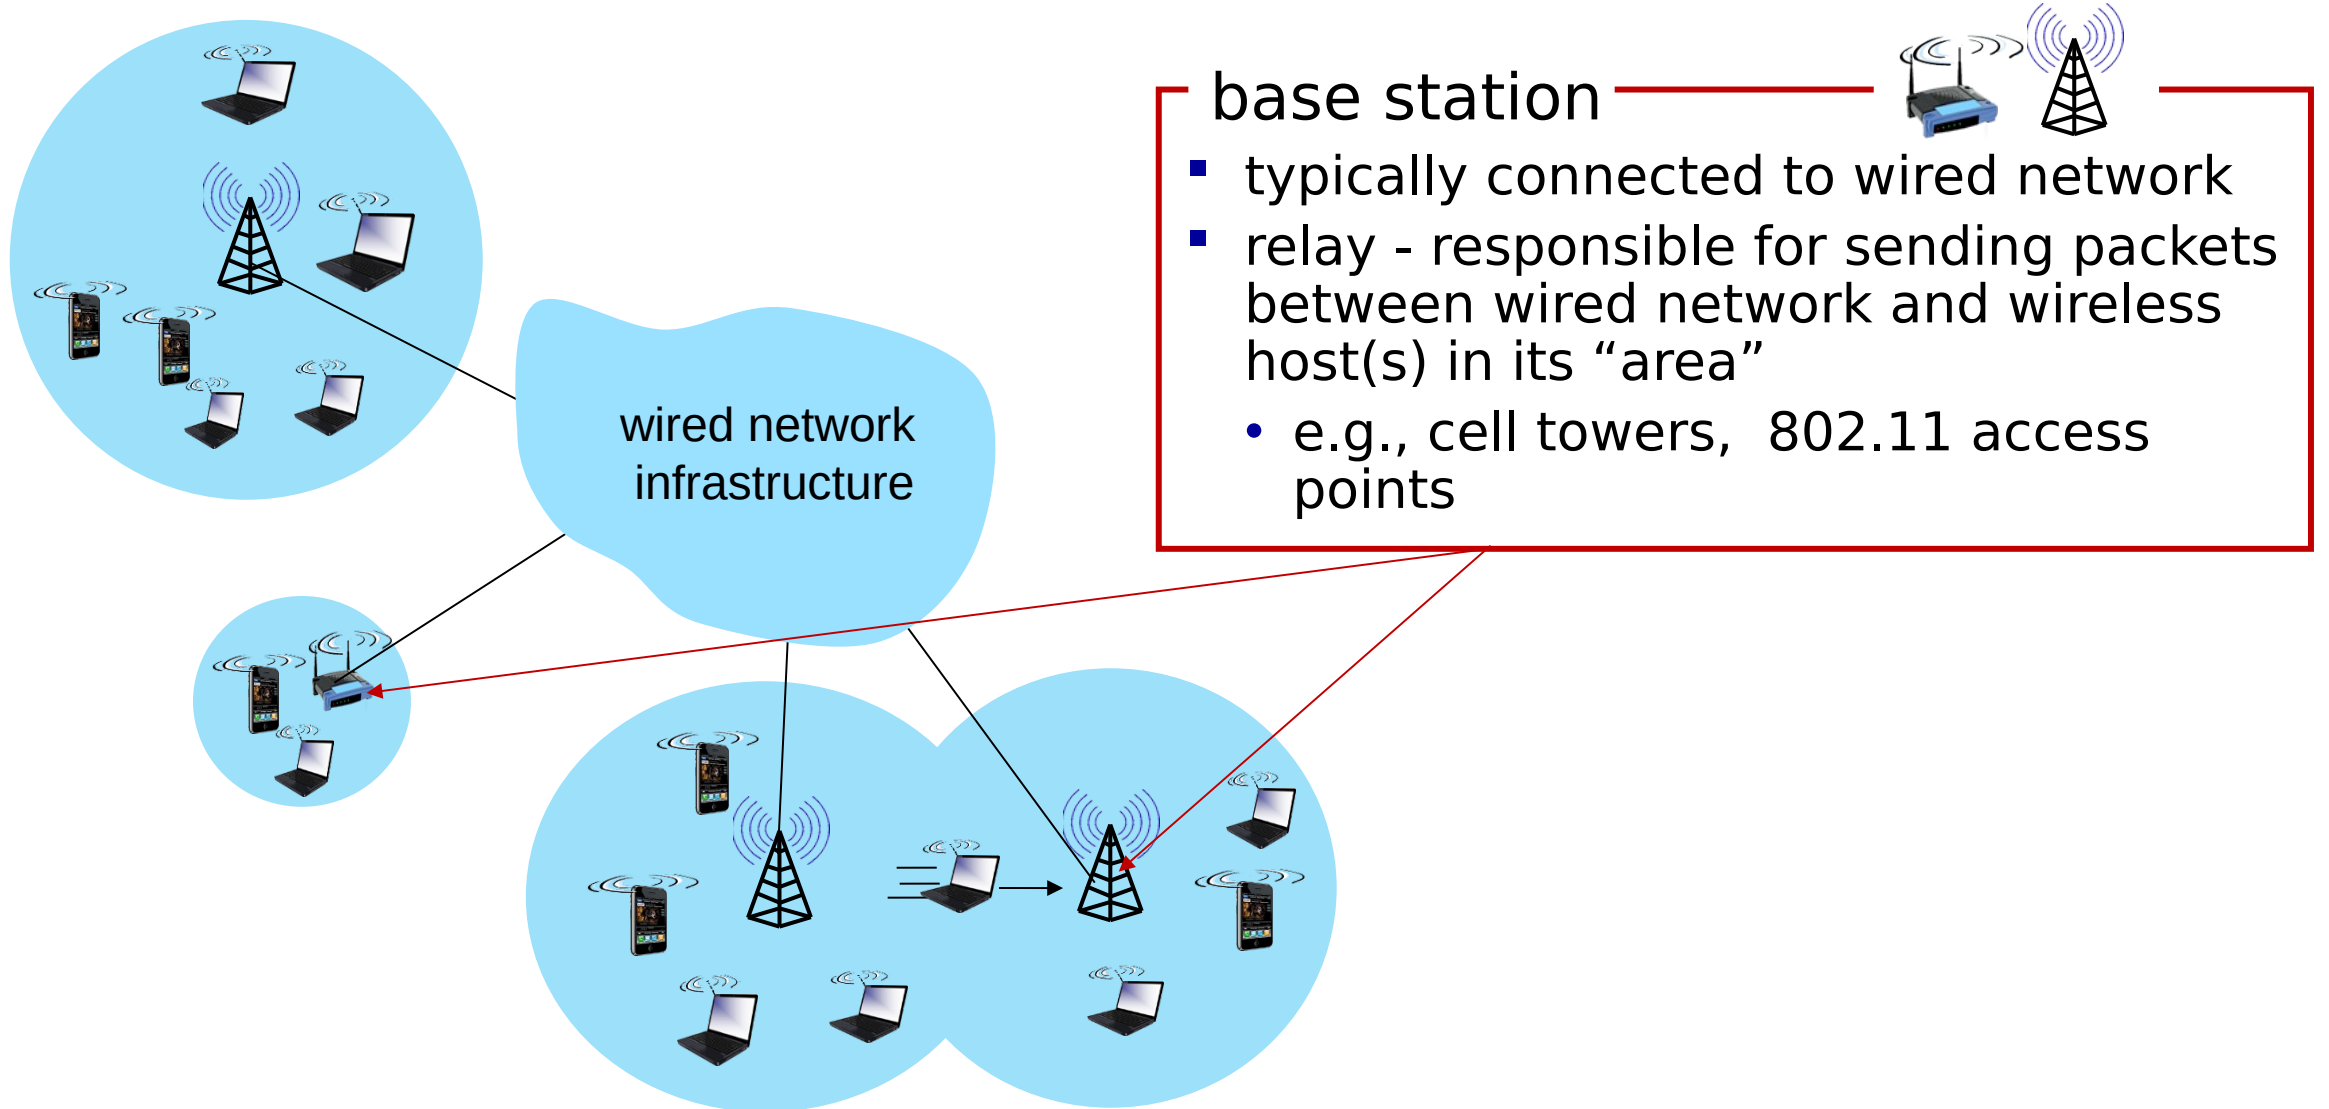 base station
typically connected to wired network
relay - responsible for sending packets
between wired network and wireless
host(s) in its “area”
e.g., cell towers,  802.11 access
points
wired network
infrastructure